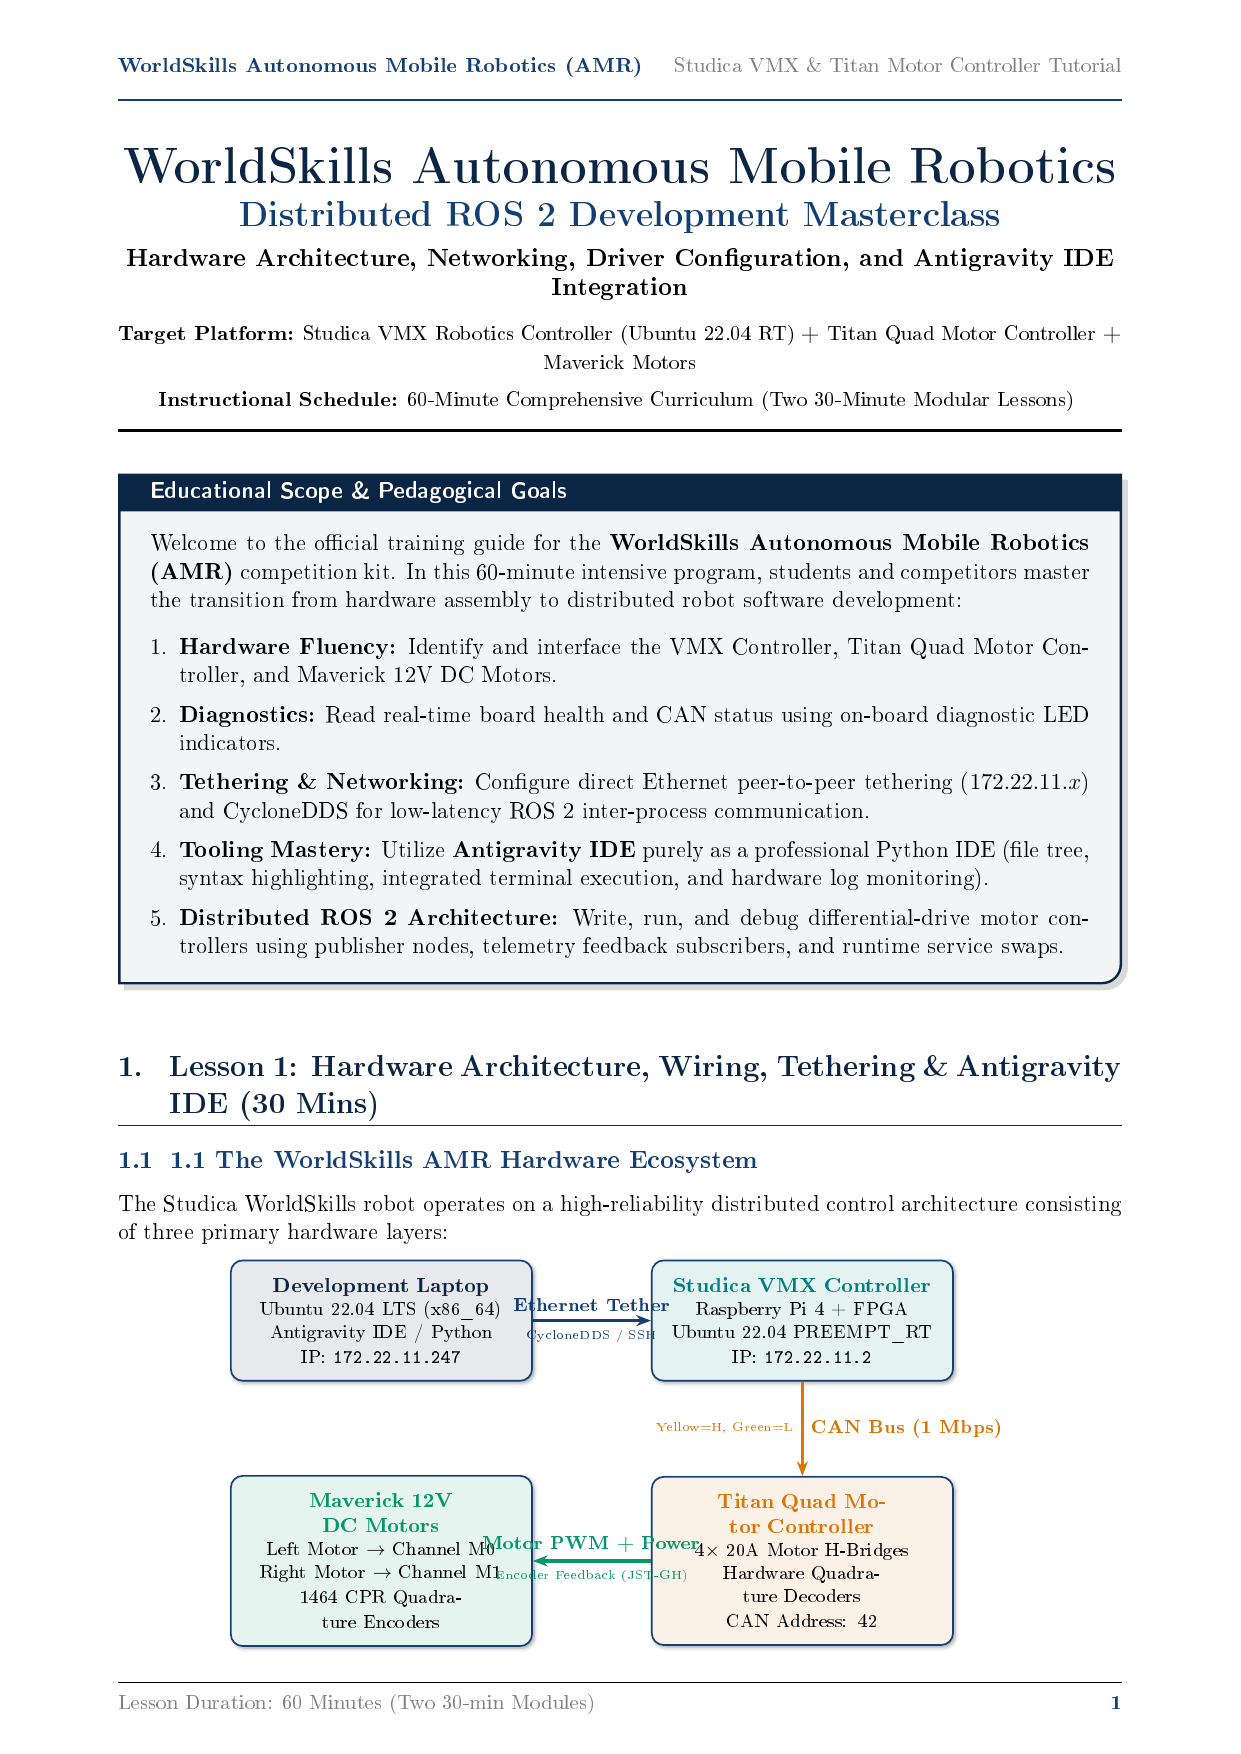 WorldSkills Autonomous Mobile Robotics (AMR) Studica VMX & Titan Motor Controller Tutorial
WorldSkills Autonomous Mobile Robotics
Distributed ROS 2 Development Masterclass
Hardware Architecture, Networking, Driver Configuration, and Antigravity IDE
Integration
Target Platform: Studica VMX Robotics Controller (Ubuntu 22.04 RT) + Titan Quad Motor Controller +
Maverick Motors
Instructional Schedule: 60-Minute Comprehensive Curriculum (Two 30-Minute Modular Lessons)
Educational Scope & Pedagogical Goals
Welcome to the official training guide for the WorldSkills Autonomous Mobile Robotics
(AMR) competition kit. In this 60-minute intensive program, students and competitors master
the transition from hardware assembly to distributed robot software development:
1. Hardware Fluency: Identify and interface the VMX Controller, Titan Quad Motor Con-
troller, and Maverick 12V DC Motors.
2. Diagnostics: Read real-time board health and CAN status using on-board diagnostic LED
indicators.
3. Tethering & Networking: Configure direct Ethernet peer-to-peer tethering (172.22.11.x)
and CycloneDDS for low-latency ROS 2 inter-process communication.
4. Tooling Mastery: Utilize Antigravity IDE purely as a professional Python IDE (file tree,
syntax highlighting, integrated terminal execution, and hardware log monitoring).
5. Distributed ROS 2 Architecture: Write, run, and debug differential-drive motor con-
trollers using publisher nodes, telemetry feedback subscribers, and runtime service swaps.
1. Lesson 1: Hardware Architecture, Wiring, Tethering & Antigravity
IDE (30 Mins)
1.1 1.1 The WorldSkills AMR Hardware Ecosystem
The Studica WorldSkills robot operates on a high-reliability distributed control architecture consisting
of three primary hardware layers:
Development Laptop
Ubuntu 22.04 LTS (x86_64)
Antigravity IDE / Python
IP: 172.22.11.247
Ethernet Tether
CycloneDDS / SSH
Studica VMX Controller
Raspberry Pi 4 + FPGA
Ubuntu 22.04 PREEMPT_RT
IP: 172.22.11.2
Yellow=H, Green=L
CAN Bus (1 Mbps)
Maverick 12V
DC Motors
Left Motor → Channel M0
Right Motor → Channel M1
1464 CPR Quadra-
ture Encoders
Motor PWM + Power
Encoder Feedback (JST-GH)
Titan Quad Mo-
tor Controller
4× 20A Motor H-Bridges
Hardware Quadra-
ture Decoders
CAN Address: 42
Lesson Duration: 60 Minutes (Two 30-min Modules) 1